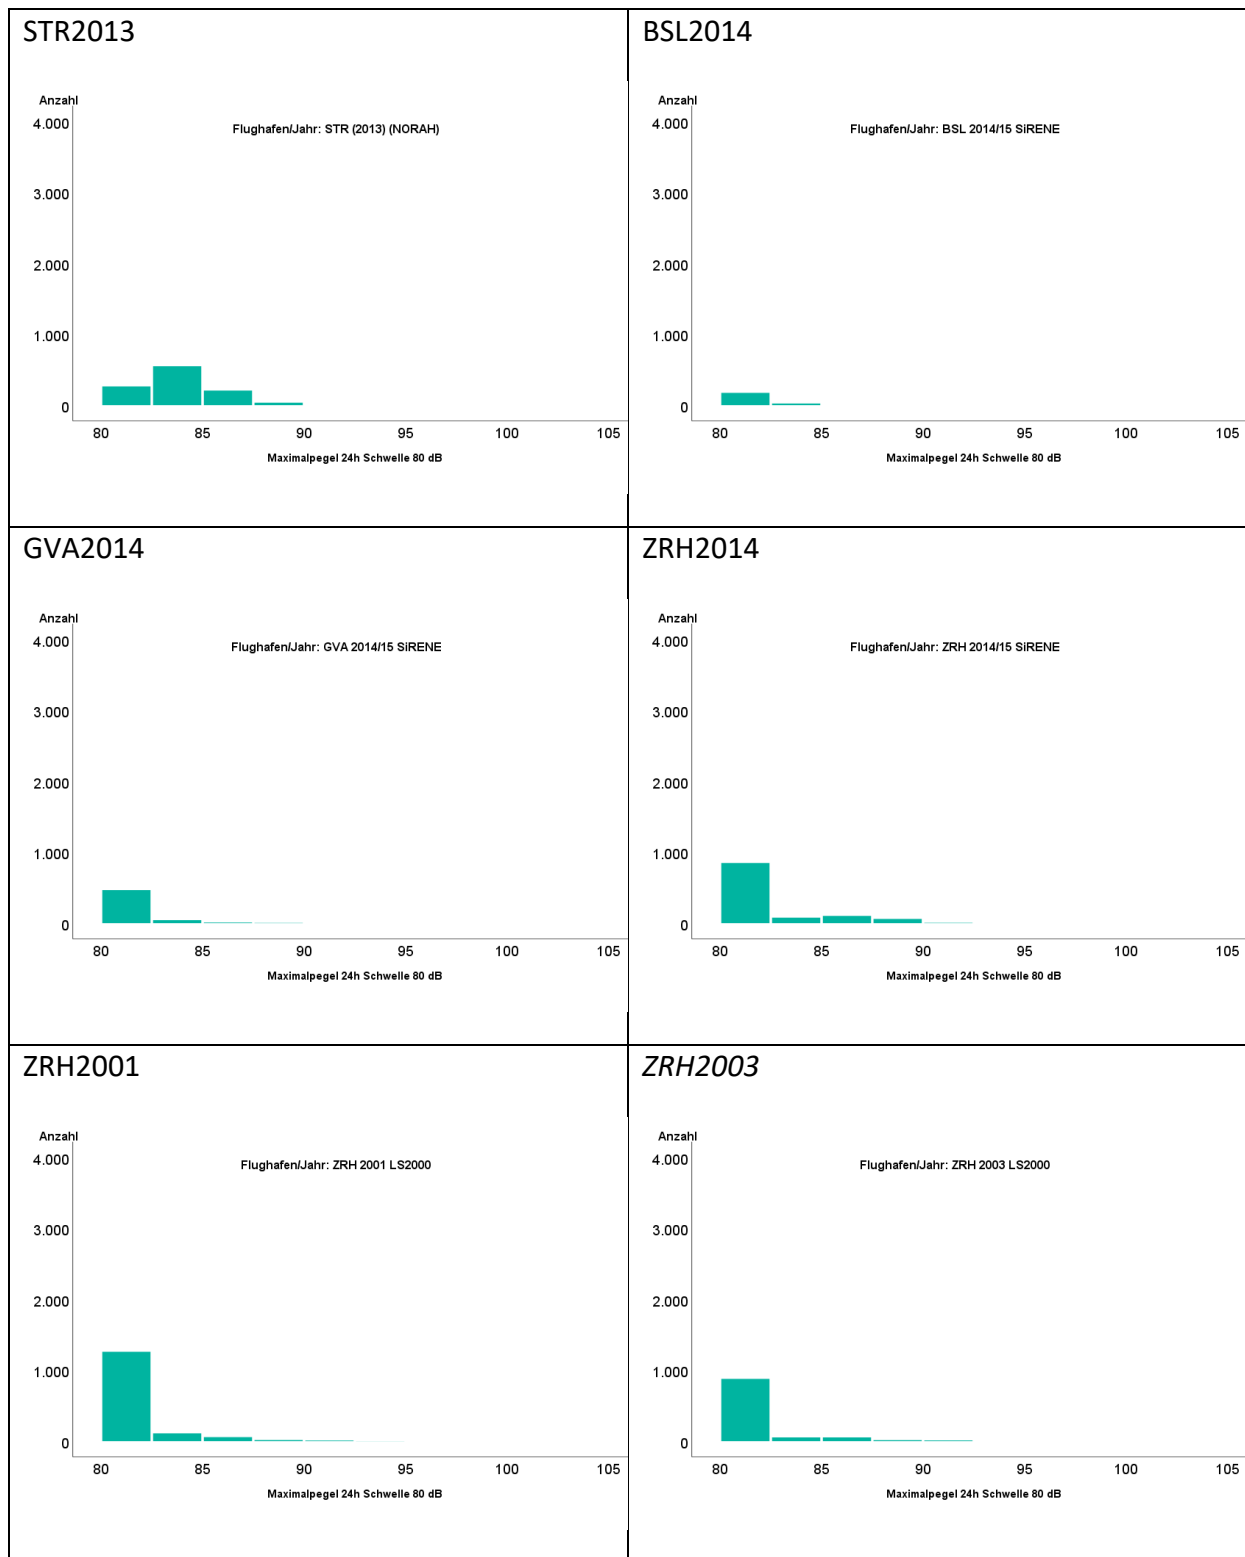 STR2013
Anzahl
Flughafen/Jahr: STR (2013) (NORAH)
4.000
3.000
2.000
1.000
0
80 85 90 95 100 105
Maximalpegel 24h Schwelle 80 dB
BSL2014
Anzahl
Flughafen/Jahr: BSL 2014/15 SiRENE
4.000
3.000
2.000
1.000
0
80 85 90 95 100 105
Maximalpegel 24h Schwelle 80 dB
GVA2014
Anzahl
Flughafen/Jahr: GVA 2014/15 SiRENE
4.000
3.000
2.000
1.000
0
80 85 90 95 100 105
Maximalpegel 24h Schwelle 80 dB
ZRH2014
Anzahl
Flughafen/Jahr: ZRH 2014/15 SiRENE
4.000
3.000
2.000
1.000
0
80 85 90 95 100 105
Maximalpegel 24h Schwelle 80 dB
ZRH2001
Anzahl
Flughafen/Jahr: ZRH 2001 LS2000
4.000
3.000
2.000
1.000
0
80 85 90 95 100 105
Maximalpegel 24h Schwelle 80 dB
ZRH2003
Anzahl
Flughafen/Jahr: ZRH 2003 LS2000
4.000
3.000
2.000
1.000
0
80 85 90 95 100 105
Maximalpegel 24h Schwelle 80 dB